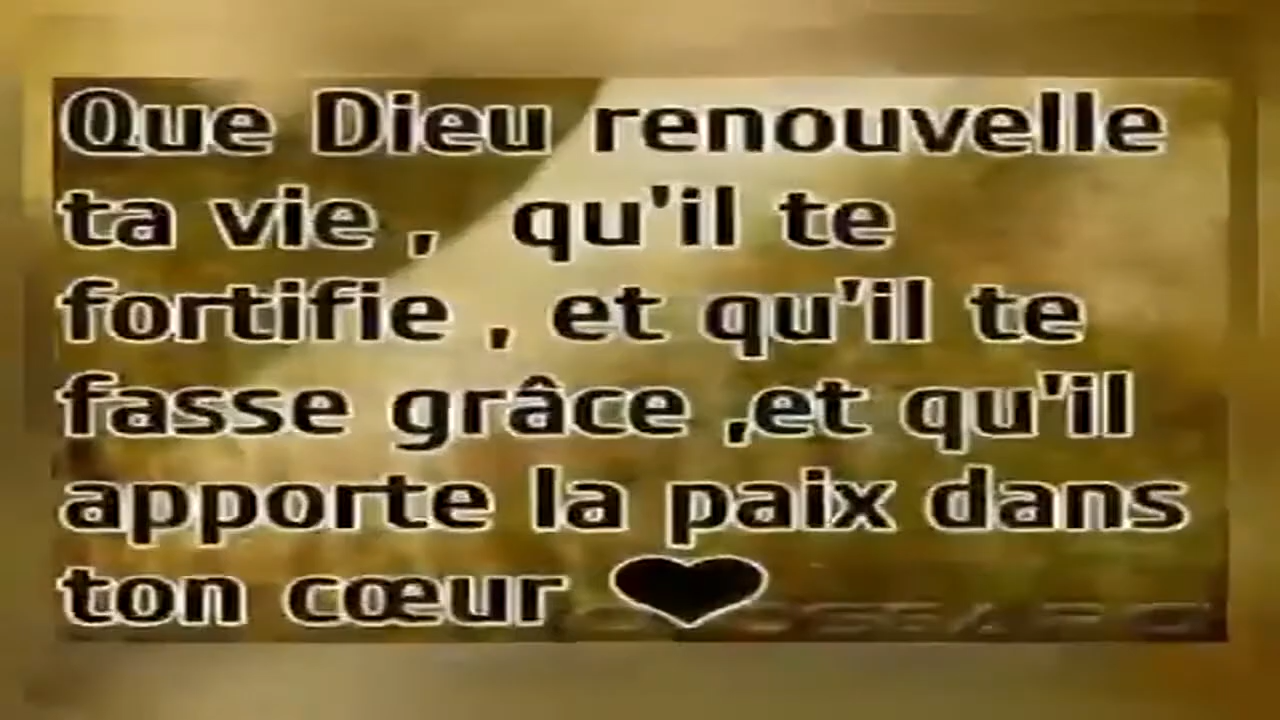 Que Dieu renouvelle
ta vie , qu'il te
fortifie , et qu'il te
fasse grâce ,et qu'il
apporte la paix dans
ton cœur ♥